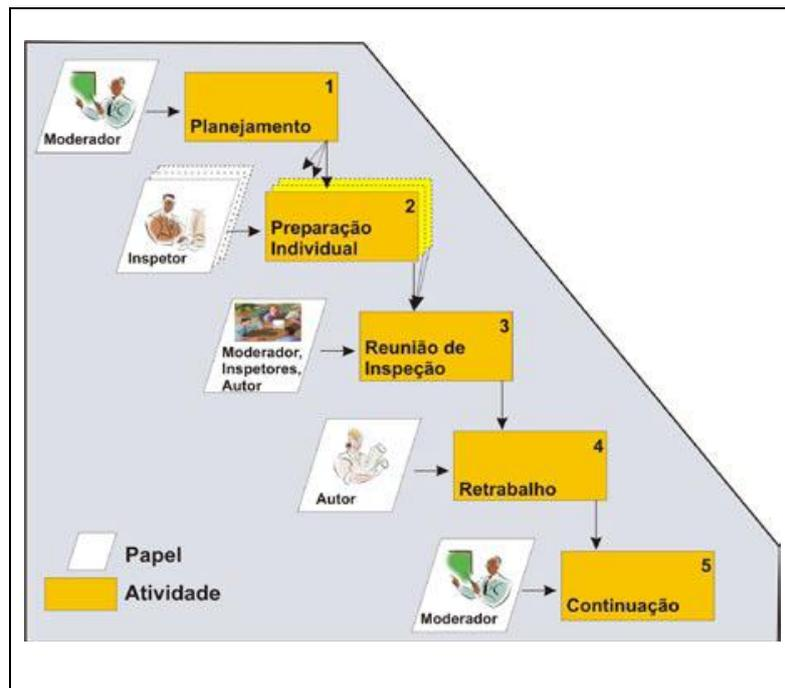 Moderador
1
Planejamento
Inspetor
2
Preparação
Individual
Moderador,
Inspetores,
Autor
3
Reunião de
Inspeção
Autor
4
Retrabalho
Papel
Atividade
Moderador
5
Continuação